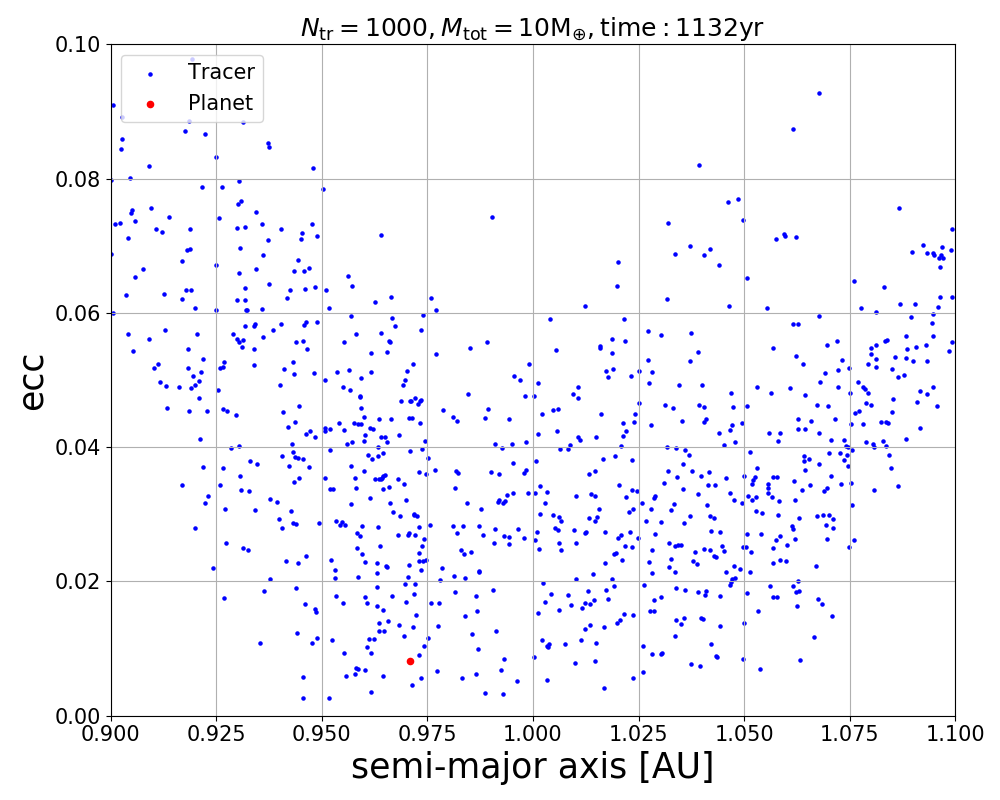 N_tr = 1000, M_tot = 10M_⊕, time : 1132yr
Tracer
Planet
ecc
0.10
0.08
0.06
0.04
0.02
0.00
0.900 0.925 0.950 0.975 1.000 1.025 1.050 1.075 1.100
semi-major axis [AU]